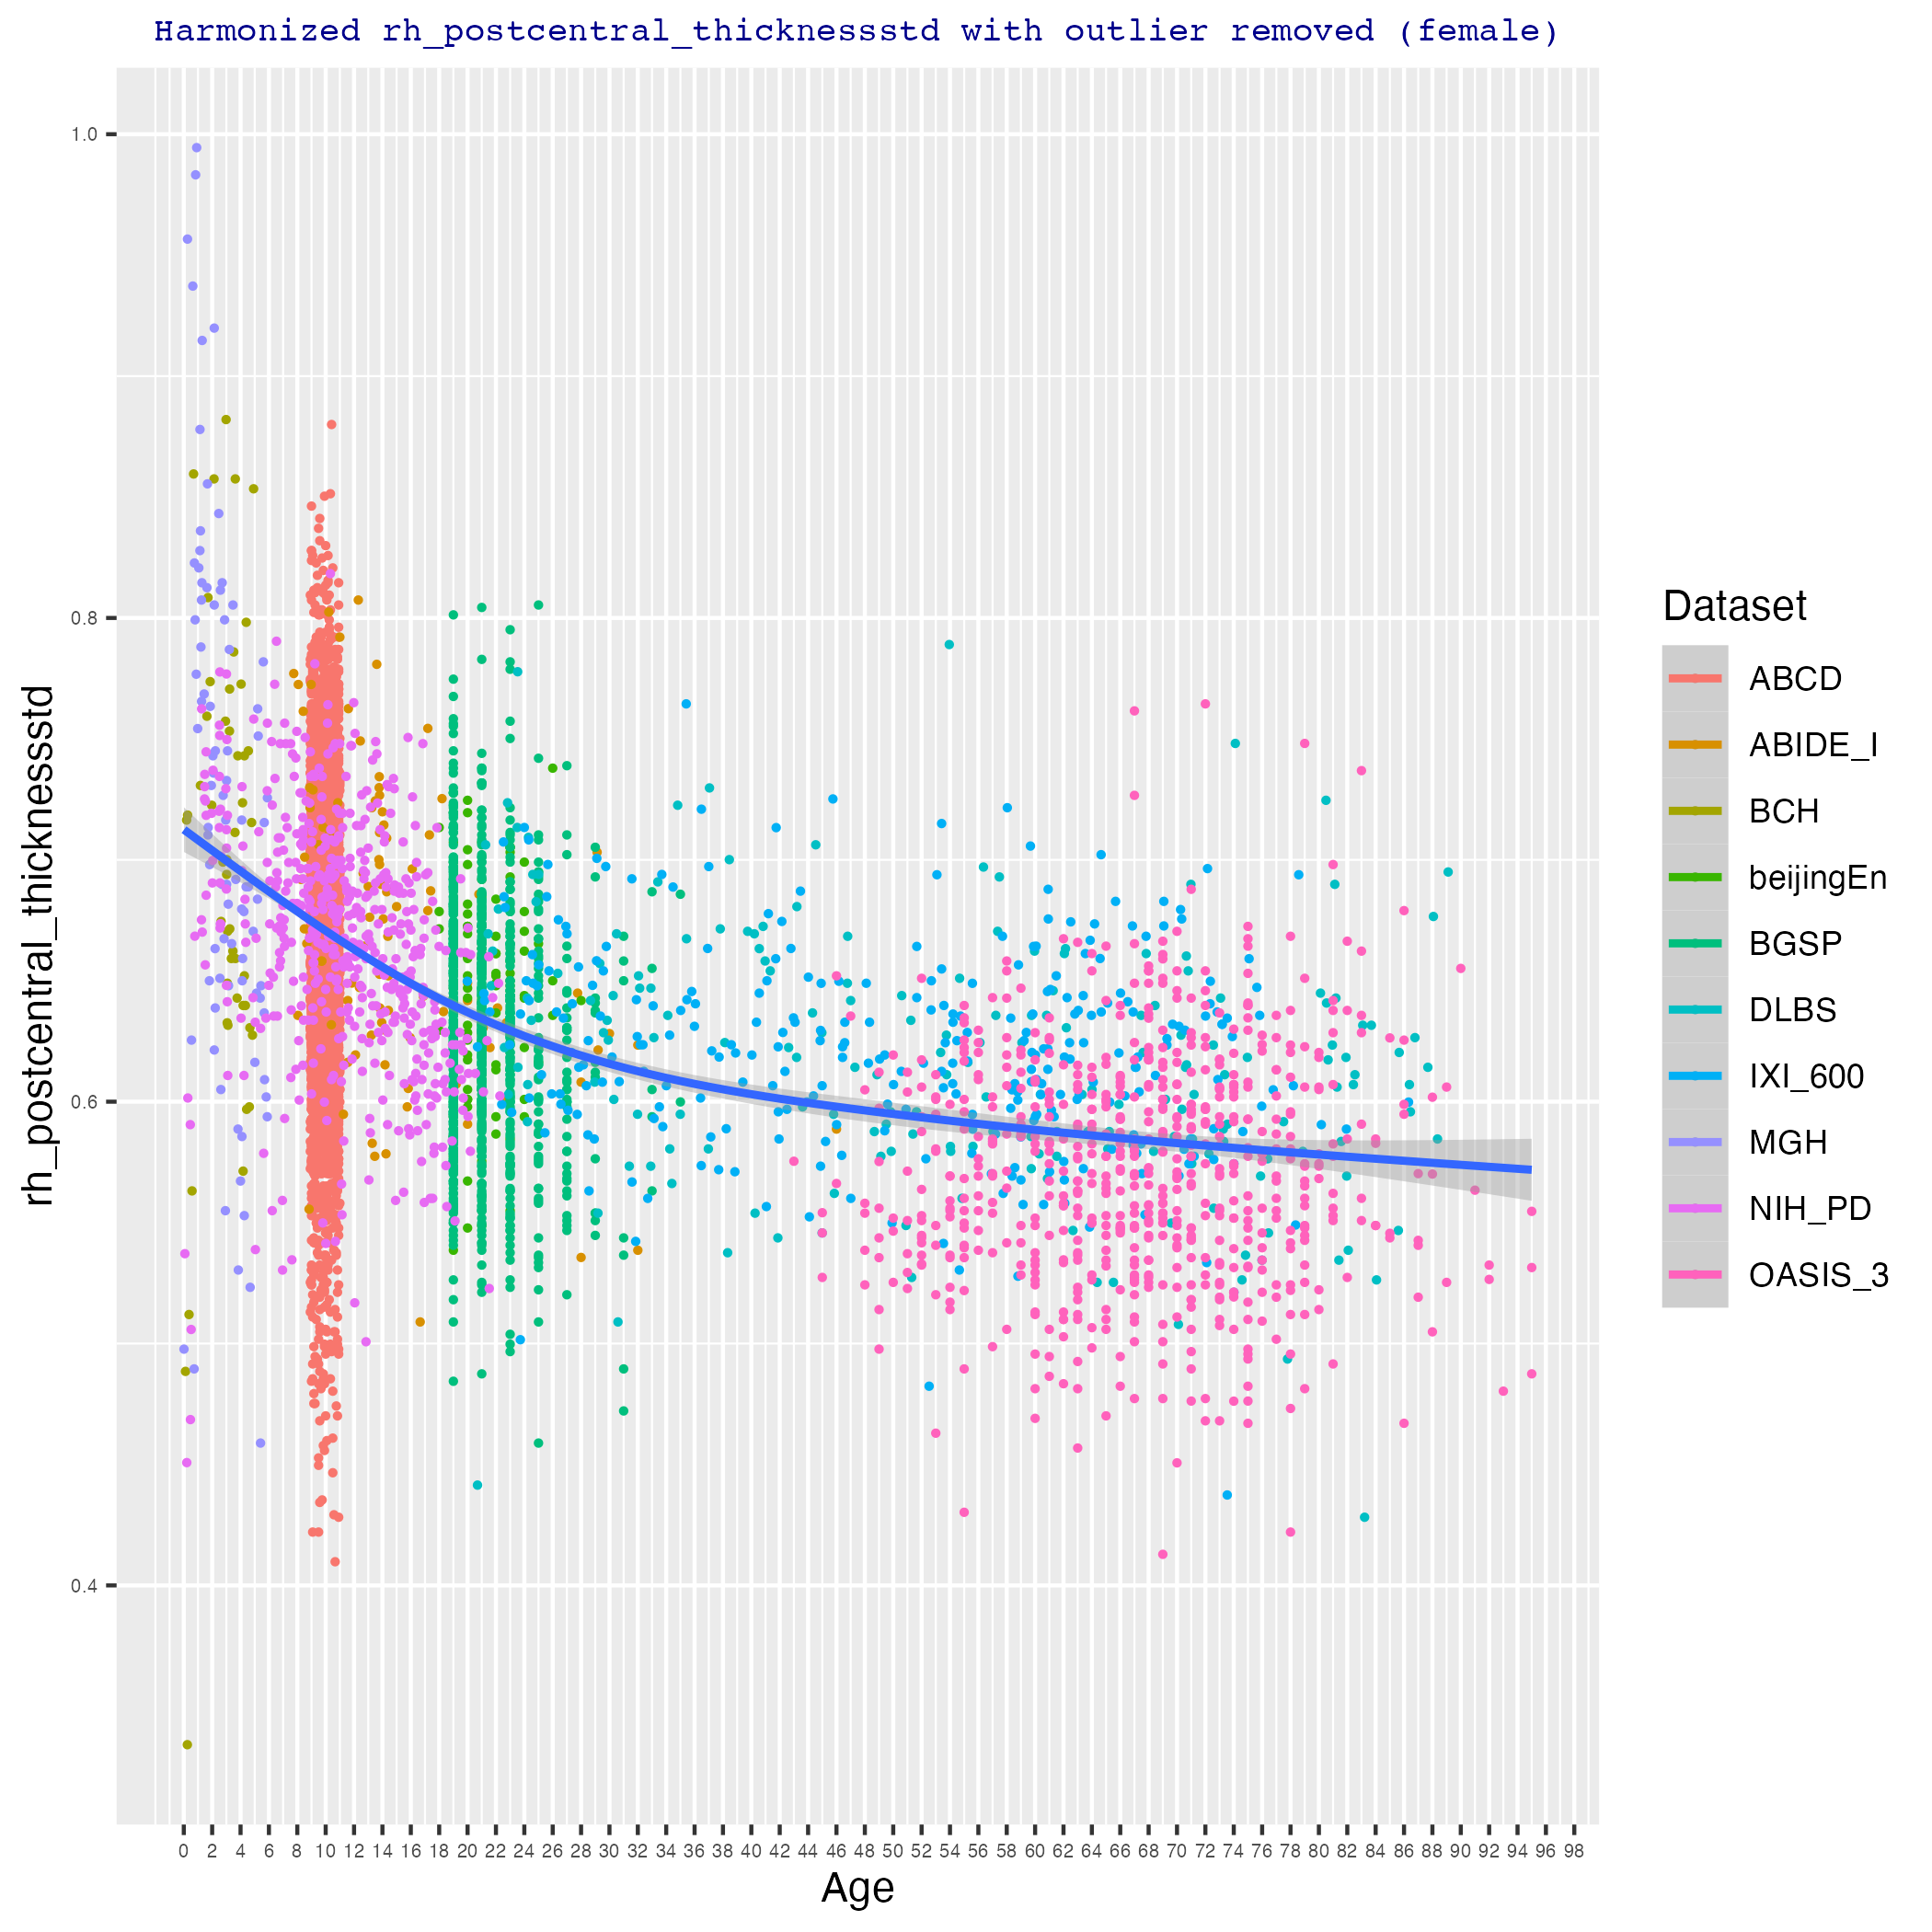 Harmonized rh_postcentral_thicknessstd with outlier removed (female)
rh_postcentral_thicknessstd
1.0
0.8
0.6
0.4
0 2 4 6 8 10 12 14 16 18 20 22 24 26 28 30 32 34 36 38 40 42 44 46 48 50 52 54 56 58 60 62 64 66 68 70 72 74 76 78 80 82 84 86 88 90 92 94 96 98
Age
Dataset
ABCD
ABIDE_I
BCH
beijingEn
BGSP
DLBS
IXI_600
MGH
NIH_PD
OASIS_3